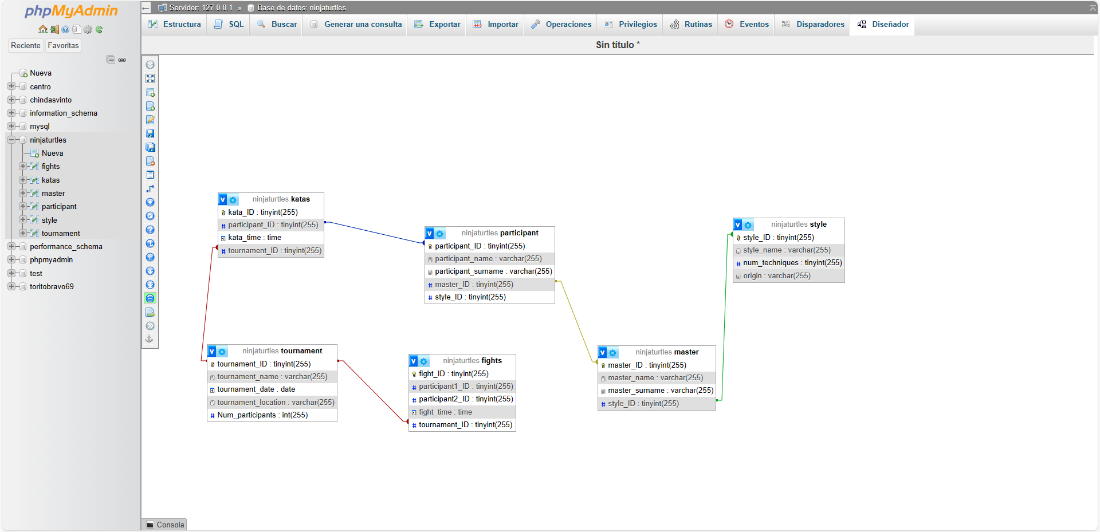 phpMyAdmin
Reciente Favoritas
Nueva
centro
chindasvinto
information_schema
mysql
ninjaturtles
Nueva
fights
katas
master
participant
style
tournament
performance_schema
phpmyadmin
test
toritobravo69
Servidor: 127.0.0.1 » Base de datos: ninjaturtles
Estructura SQL Buscar Generar una consulta Exportar Importar Operaciones Privilegios Rutinas Eventos Disparadores Diseñador
Sin título *
ninjaturtles katas
kata_ID : tinyint(255)
participant_ID : tinyint(255)
kata_time : time
tournament_ID : tinyint(255)
ninjaturtles participant
participant_ID : tinyint(255)
participant_name : varchar(255)
participant_surname : varchar(255)
master_ID : tinyint(255)
style_ID : tinyint(255)
ninjaturtles style
style_ID : tinyint(255)
style_name : varchar(255)
num_techniques : tinyint(255)
origin : varchar(255)
ninjaturtles tournament
tournament_ID : tinyint(255)
tournament_name : varchar(255)
tournament_date : date
tournament_location : varchar(255)
Num_participants : int(255)
ninjaturtles fights
fight_ID : tinyint(255)
participant1_ID : tinyint(255)
participant2_ID : tinyint(255)
fight_time : time
tournament_ID : tinyint(255)
ninjaturtles master
master_ID : tinyint(255)
master_name : varchar(255)
master_surname : varchar(255)
style_ID : tinyint(255)
Consola